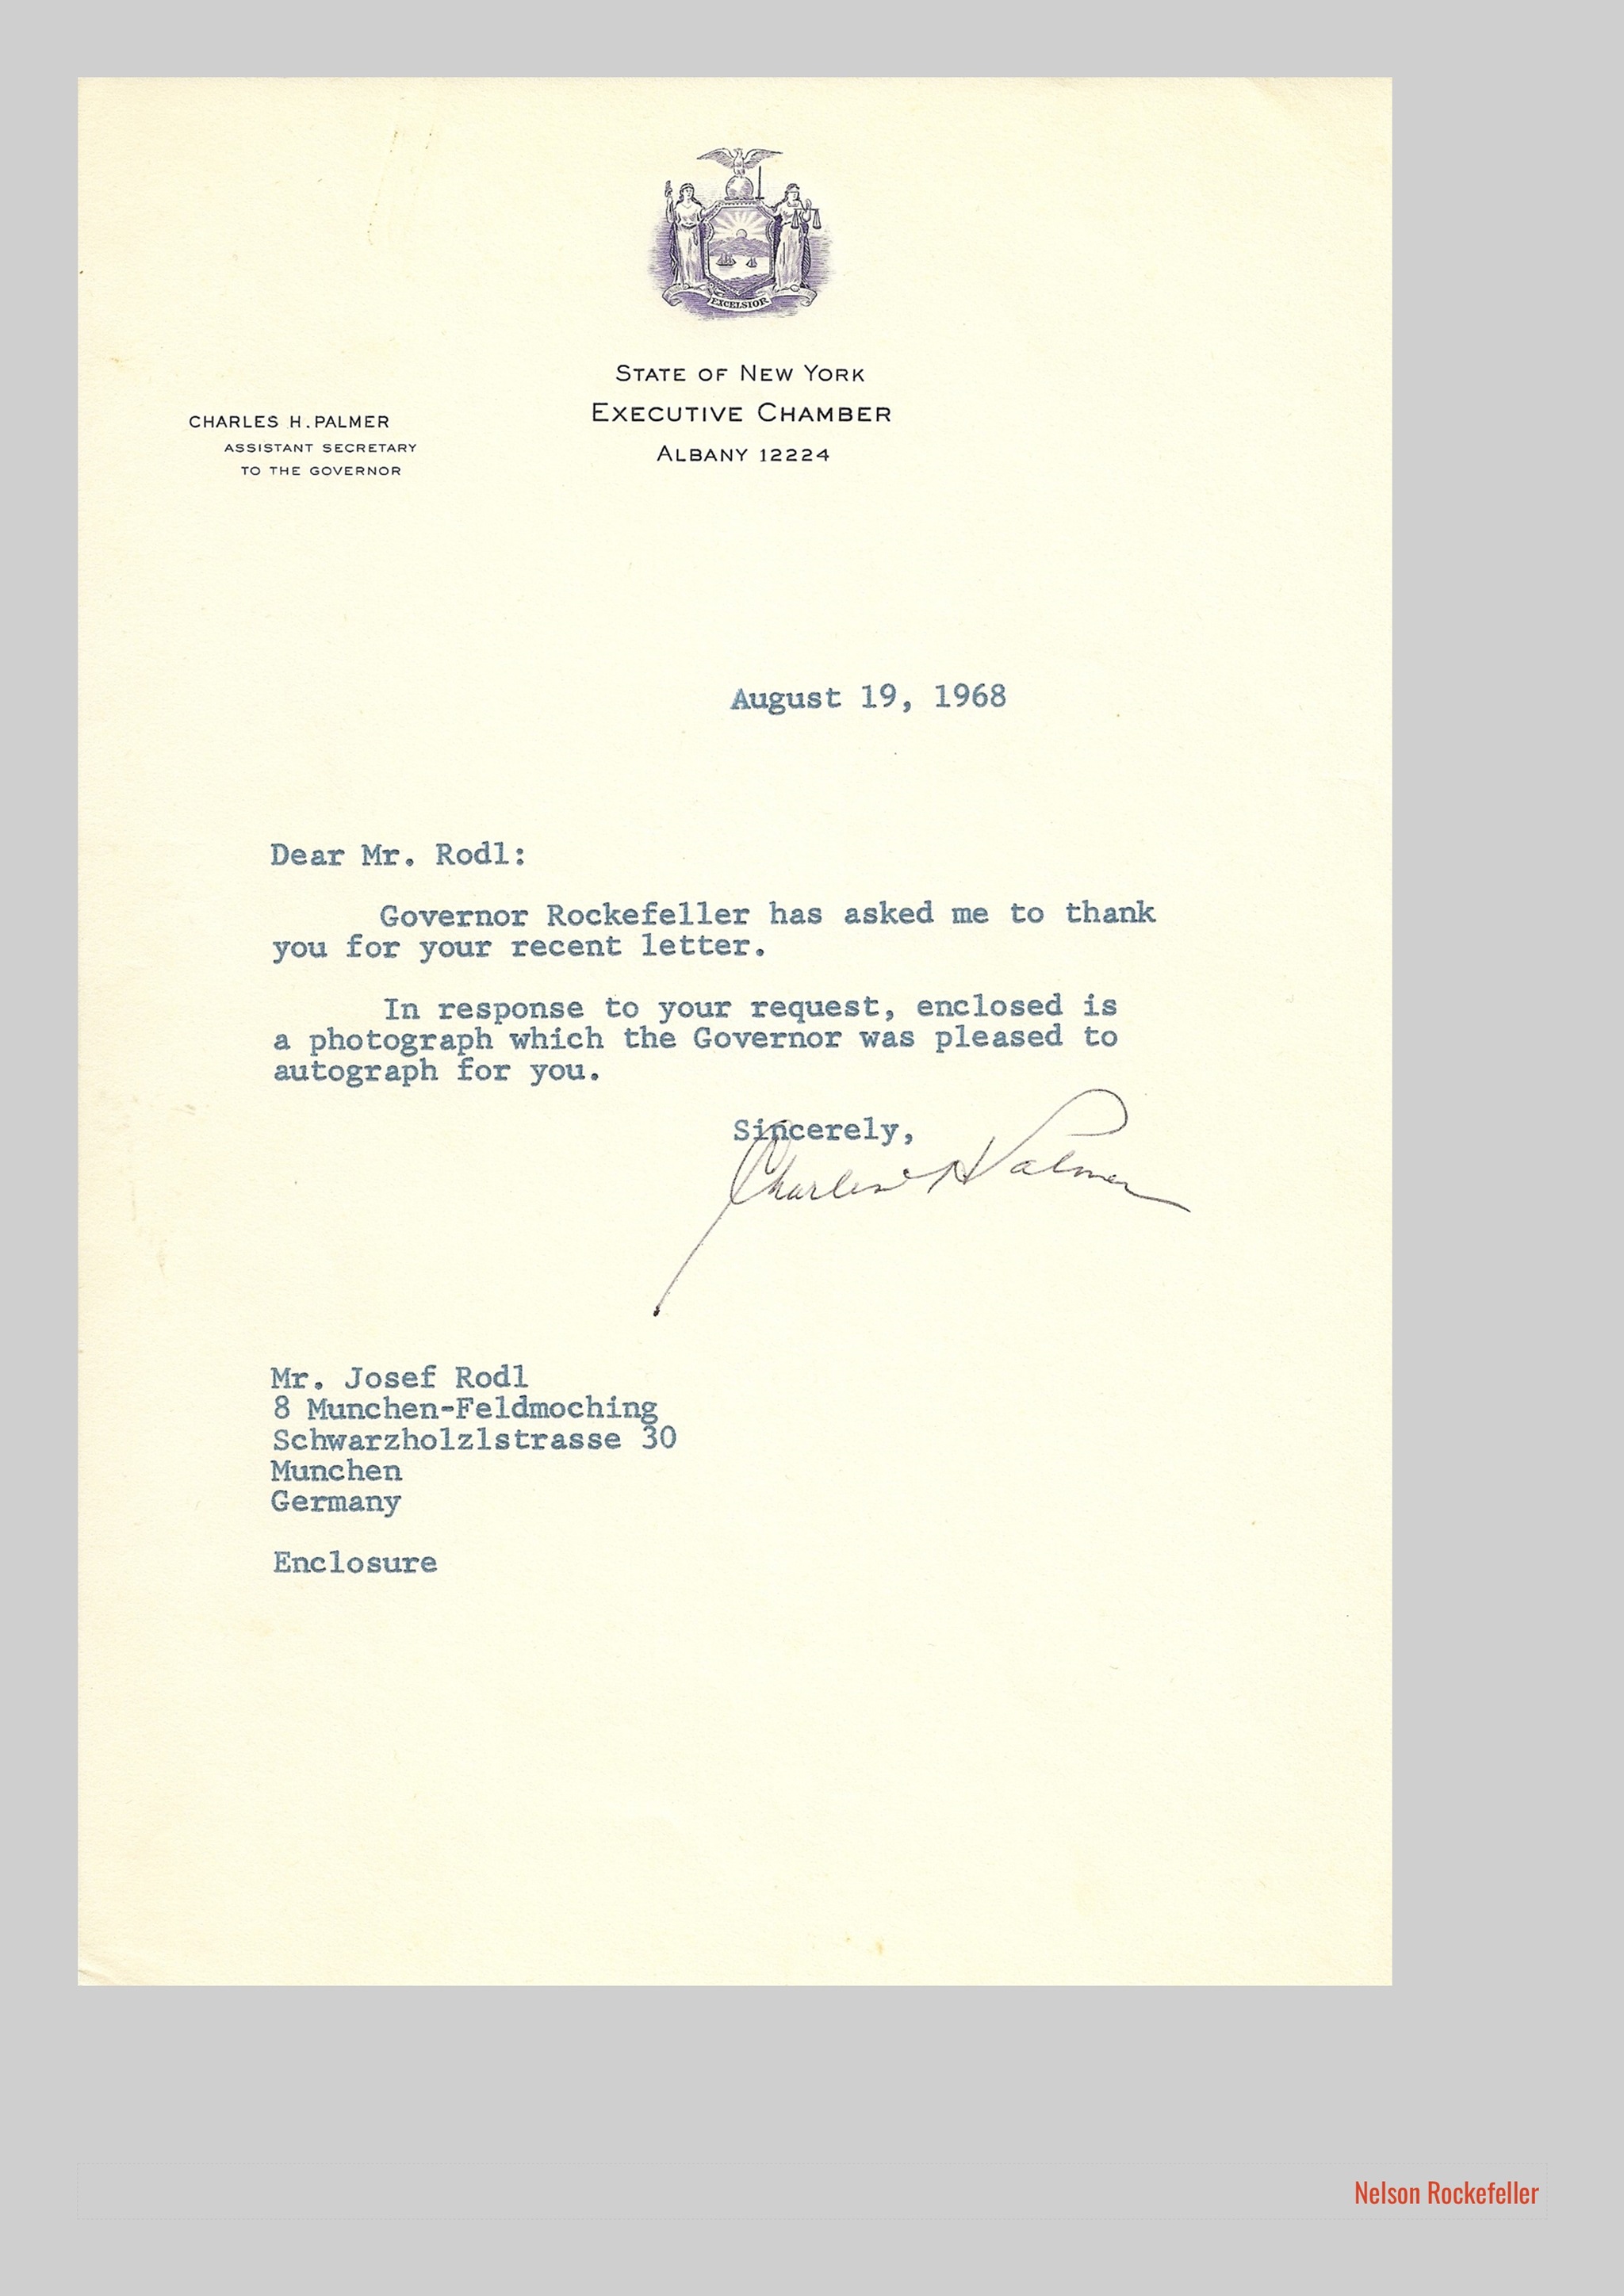 EXCELSIOR
STATE OF NEW YORK
EXECUTIVE CHAMBER
ALBANY 12224
CHARLES H. PALMER
ASSISTANT SECRETARY
TO THE GOVERNOR
August 19, 1968
Dear Mr. Rodl:
Governor Rockefeller has asked me to thank
you for your recent letter.
In response to your request, enclosed is
a photograph which the Governor was pleased to
autograph for you.
Sincerely,
Charles H Palmer
Mr. Josef Rodl
8 Munchen-Feldmoching
Schwarzholzlstrasse 30
Munchen
Germany
Enclosure
Nelson Rockefeller